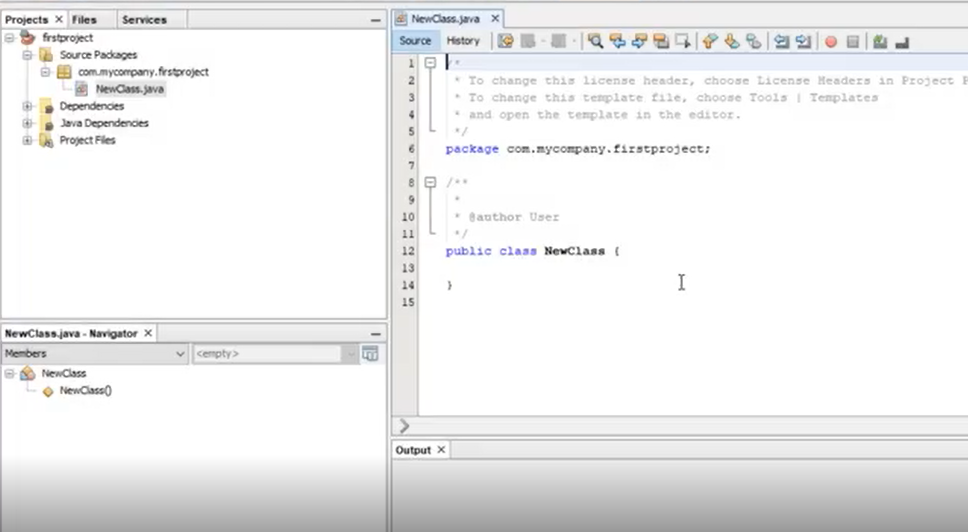 Projects Files Services
firstproject
Source Packages
com.mycompany.firstproject
NewClass.java
Dependencies
Java Dependencies
Project Files
NewClass.java - Navigator
Members <empty>
NewClass
NewClass()
NewClass.java
Source History
1 /*
2 * To change this license header, choose License Headers in Project P
3 * To change this template file, choose Tools | Templates
4 * and open the template in the editor.
5 */
6 package com.mycompany.firstproject;
7
8 /**
9 *
10 * @author User
11 */
12 public class NewClass {
13
14 }
15
Output